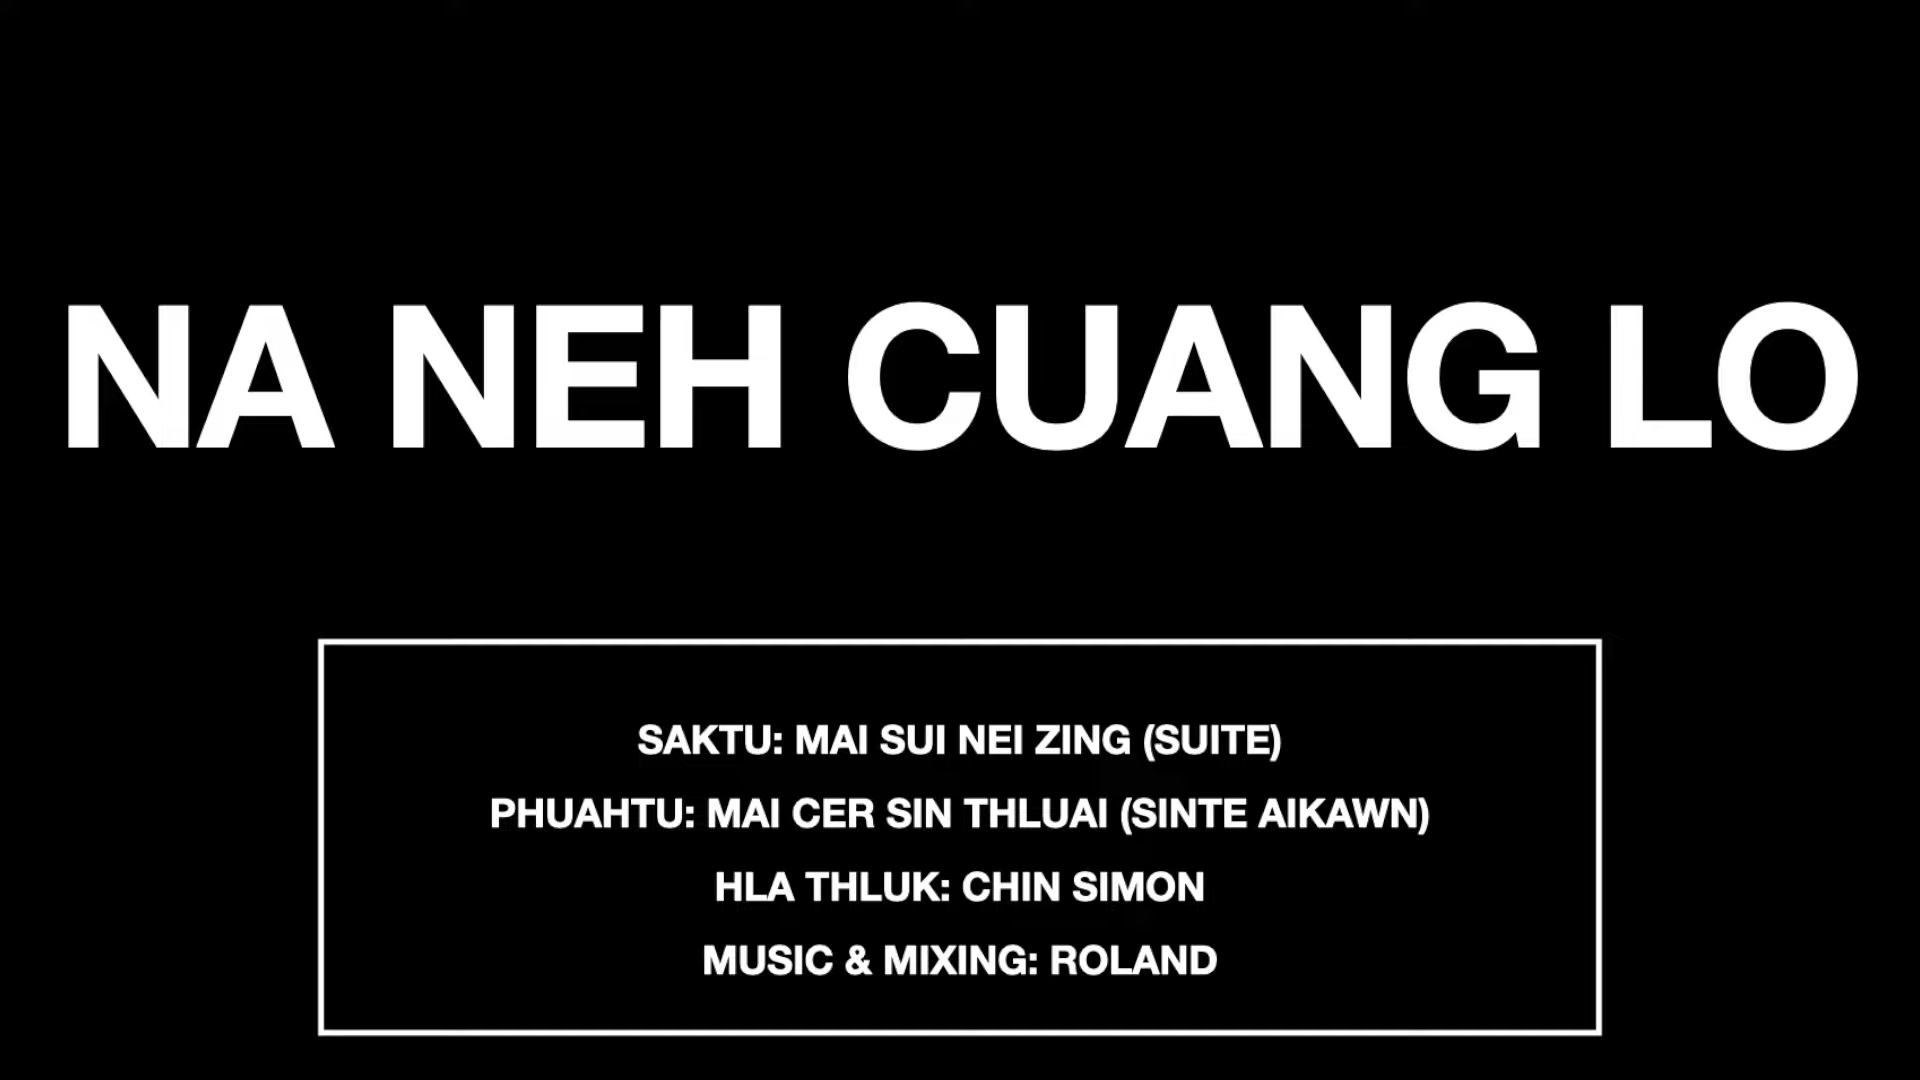 NA NEH CUANG LO
SAKTU: MAI SUI NEI ZING (SUITE)
PHUAHTU: MAI CER SIN THLUAI (SINTE AIKAWN)
HLA THLUK: CHIN SIMON
MUSIC & MIXING: ROLAND